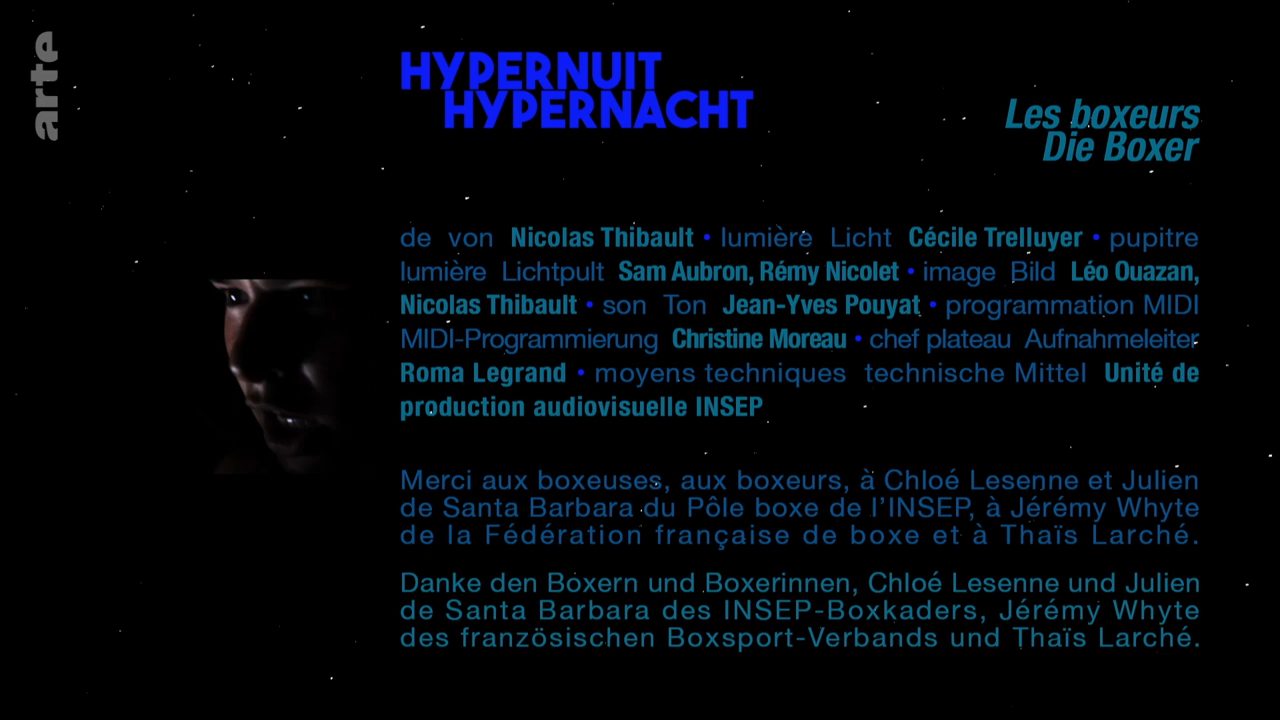 arte
HYPERNUIT
HYPERNACHT
Les boxeurs
Die Boxer
de von Nicolas Thibault • lumière Licht Cécile Trelluyer • pupitre
lumière Lichtpult Sam Aubron, Rémy Nicolet • image Bild Léo Ouazan,
Nicolas Thibault • son Ton Jean-Yves Pouyat • programmation MIDI
MIDI-Programmierung Christine Moreau • chef plateau Aufnahmeleiter
Roma Legrand • moyens techniques technische Mittel Unité de
production audiovisuelle INSEP
Merci aux boxeuses, aux boxeurs, à Chloé Lesenne et Julien
de Santa Barbara du Pôle boxe de l’INSEP, à Jérémy Whyte
de la Fédération française de boxe et à Thaïs Larché.
Danke den Boxern und Boxerinnen, Chloé Lesenne und Julien
de Santa Barbara des INSEP-Boxkaders, Jérémy Whyte
des französischen Boxsport-Verbands und Thaïs Larché.